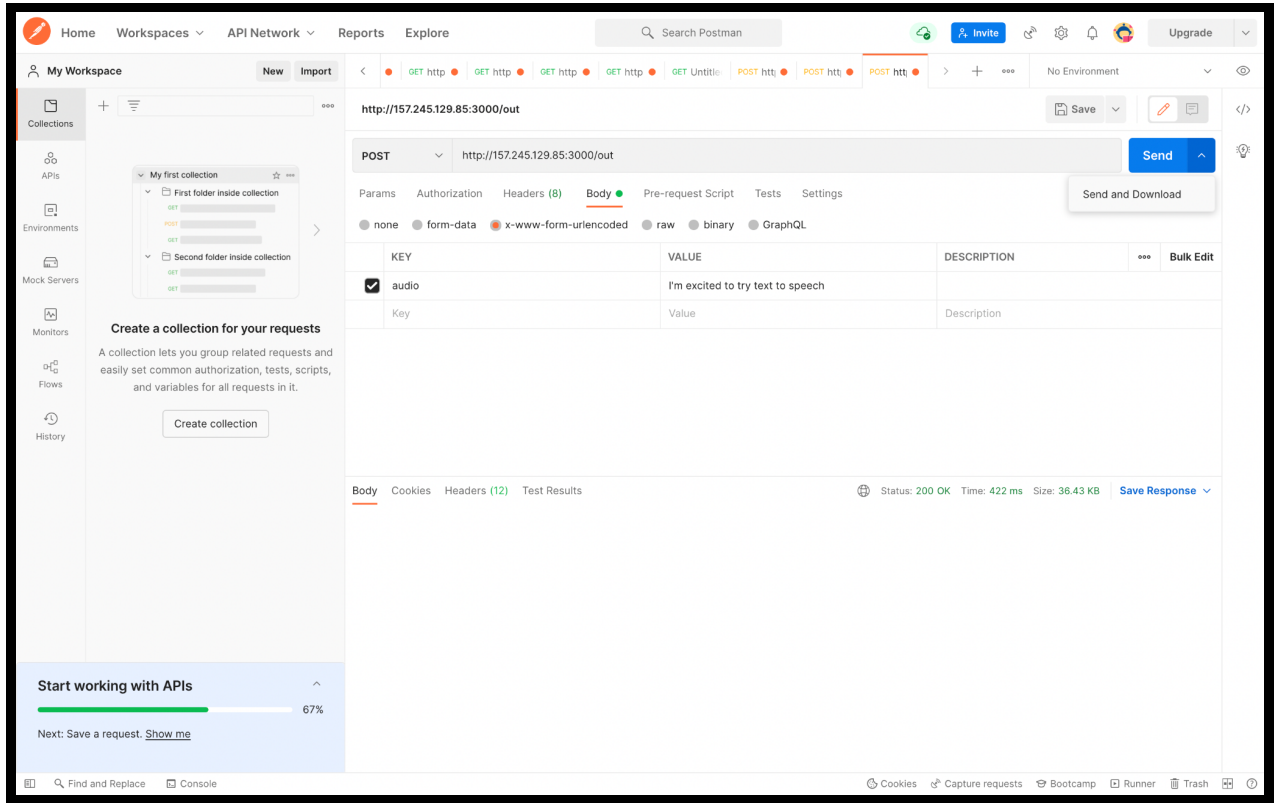 Home
Workspaces
API Network
Reports
Explore
Search Postman
Invite
Upgrade
My Workspace
New
Import
GET http
GET http
GET http
GET http
GET Untitle
POST htt
POST htt
POST htt
No Environment
Collections
APIs
Environments
Mock Servers
Monitors
Flows
History
My first collection
First folder inside collection
GET
POST
GET
Second folder inside collection
GET
GET
Create a collection for your requests
A collection lets you group related requests and
easily set common authorization, tests, scripts,
and variables for all requests in it.
Create collection
Start working with APIs
67%
Next: Save a request. Show me
http://157.245.129.85:3000/out
Save
</>
POST
http://157.245.129.85:3000/out
Send
Send and Download
Params
Authorization
Headers (8)
Body
Pre-request Script
Tests
Settings
none
form-data
x-www-form-urlencoded
raw
binary
GraphQL
KEY
VALUE
DESCRIPTION
Bulk Edit
audio
I'm excited to try text to speech
Key
Value
Description
Body
Cookies
Headers (12)
Test Results
Status: 200 OK
Time: 422 ms
Size: 36.43 KB
Save Response
Find and Replace
Console
Cookies
Capture requests
Bootcamp
Runner
Trash